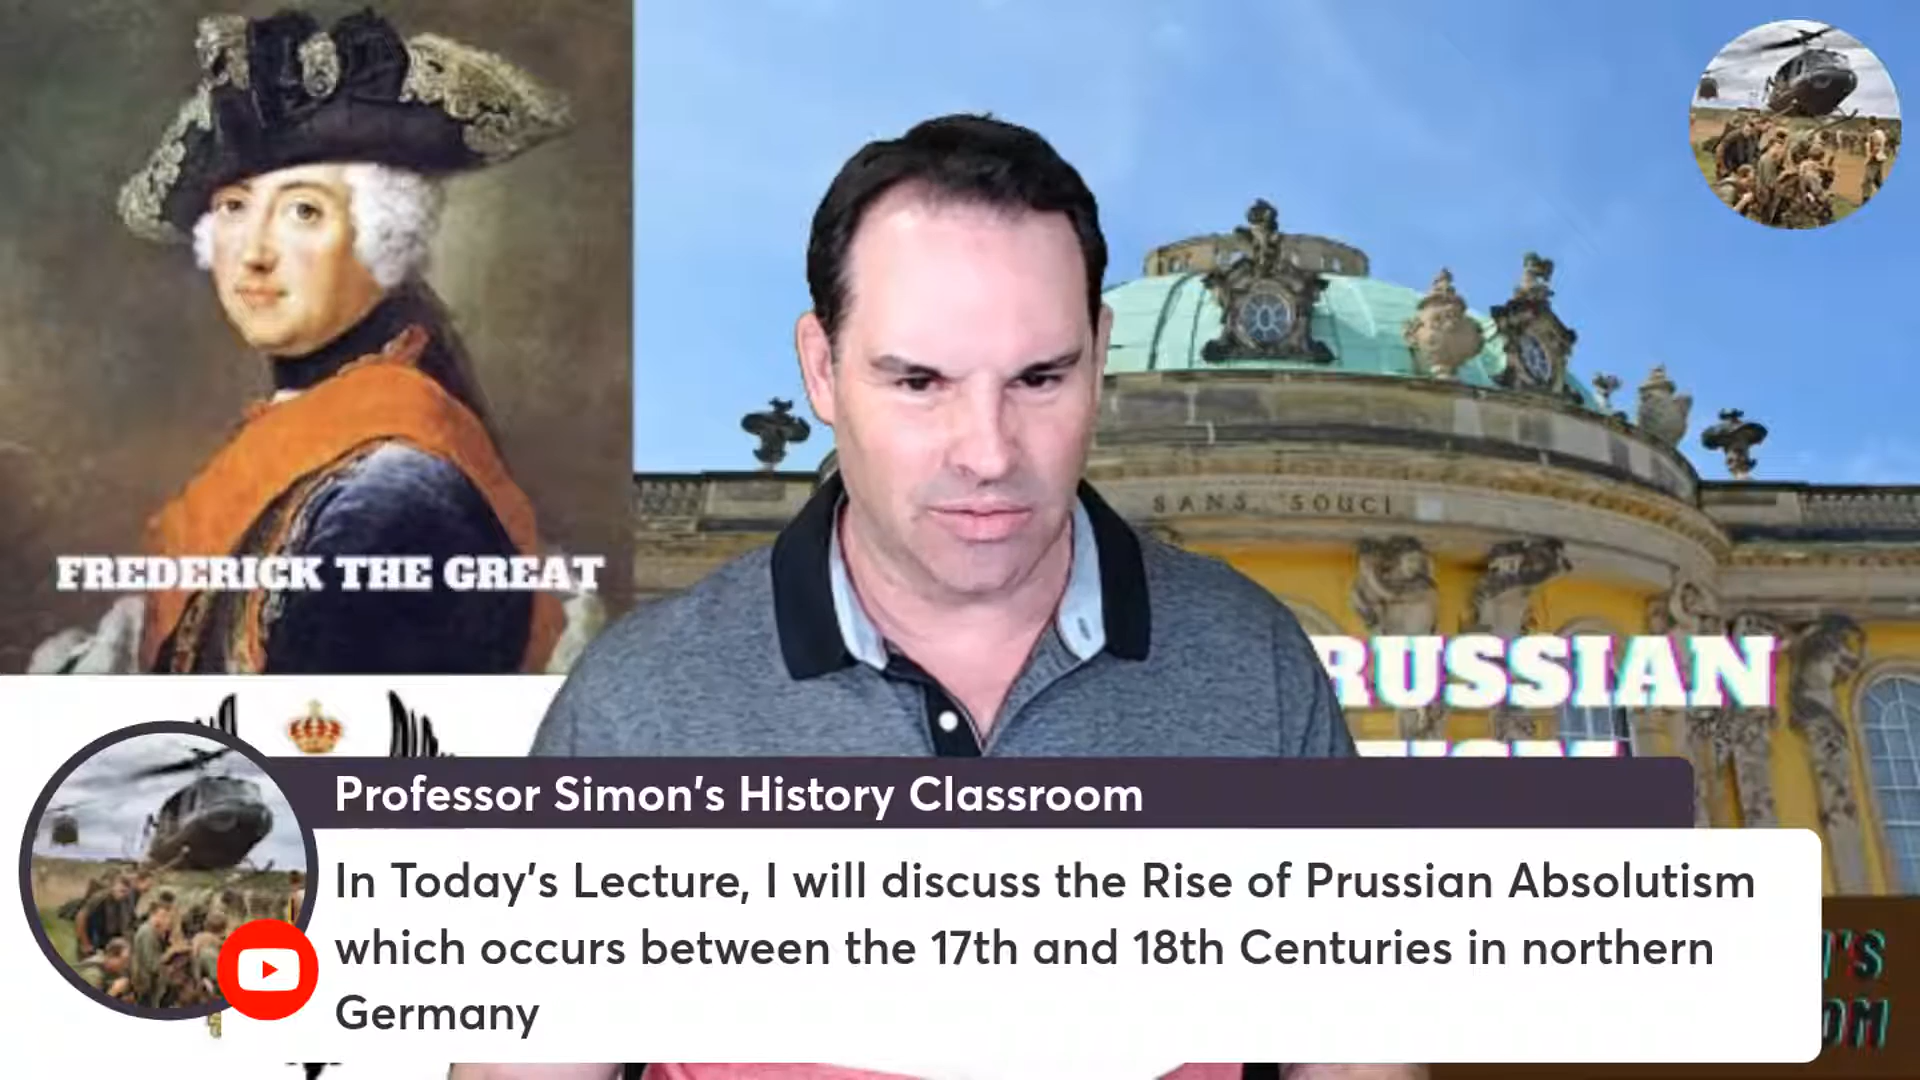 FREDERICK THE GREAT
SANS, SOUCI
RUSSIAN
Professor Simon's History Classroom
In Today's Lecture, I will discuss the Rise of Prussian Absolutism
which occurs between the 17th and 18th Centuries in northern
Germany
'S
OM